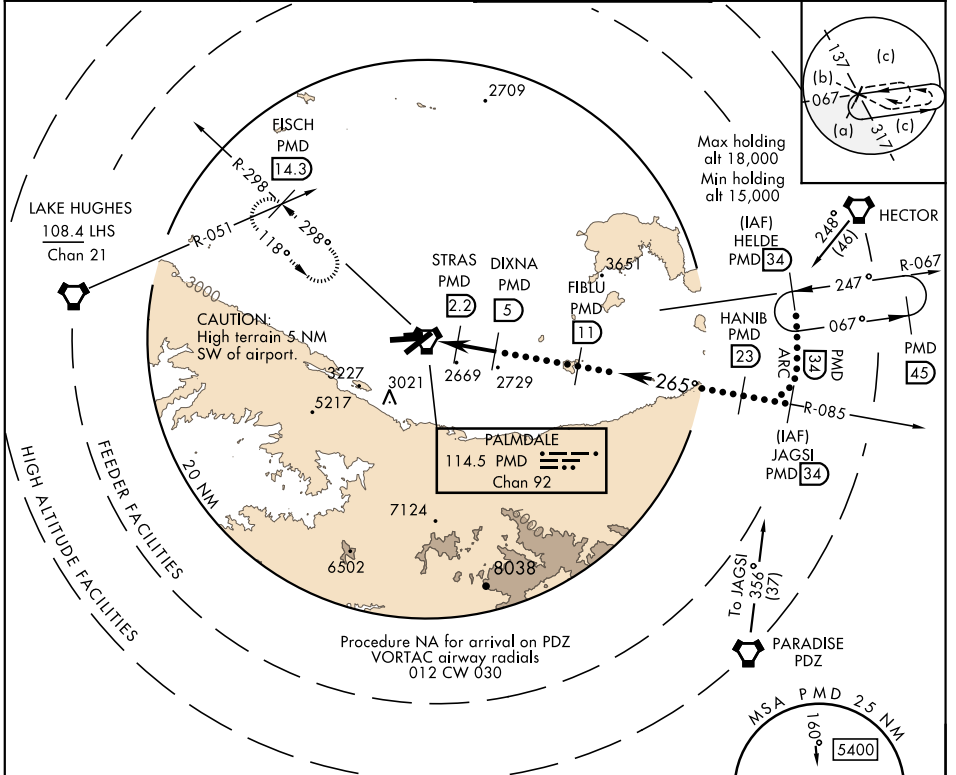 2709
137
(c)
(b)
067
(a)
(c)
317
FISCH
PMD
14.3
R-298
298°
118°
R-051
LAKE HUGHES
108.4 LHS
Chan 21
Max holding
alt 18,000
Min holding
alt 15,000
(IAF)
HELDE
PMD 34
HECTOR
248°
(46)
R-067
247°
067°
PMD
45
STRAS
PMD
2.2
DIXNA
PMD
5
3651
FIBLU
PMD
11
HANIB
PMD
23
PMD
34
ARC
3000
CAUTION:
High terrain 5 NM
SW of airport.
3227
3021
2669
2729
5217
265°
R-085
(IAF)
JAGSI
PMD 34
PALMDALE
114.5 PMD
Chan 92
20 NM
FEEDER FACILITIES
HIGH ALTITUDE FACILITIES
7124
6502
8038
To JAGSI
356°
(37)
Procedure NA for arrival on PDZ
VORTAC airway radials
012 CW 030
PARADISE
PDZ
MSA PMD 25 NM
160°
5400